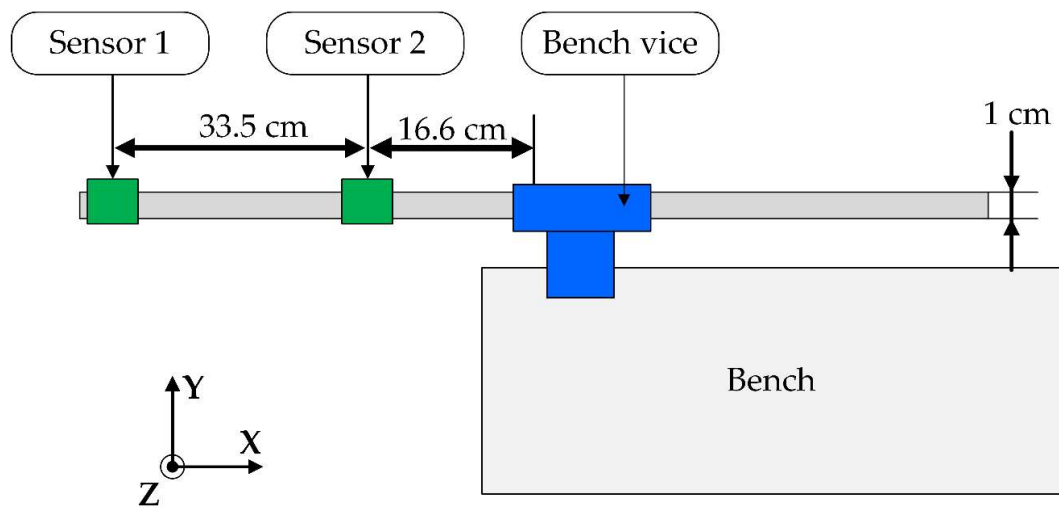 Sensor 1
Sensor 2
Bench vice
33.5 cm
16.6 cm
1 cm
Bench
Y
X
Z